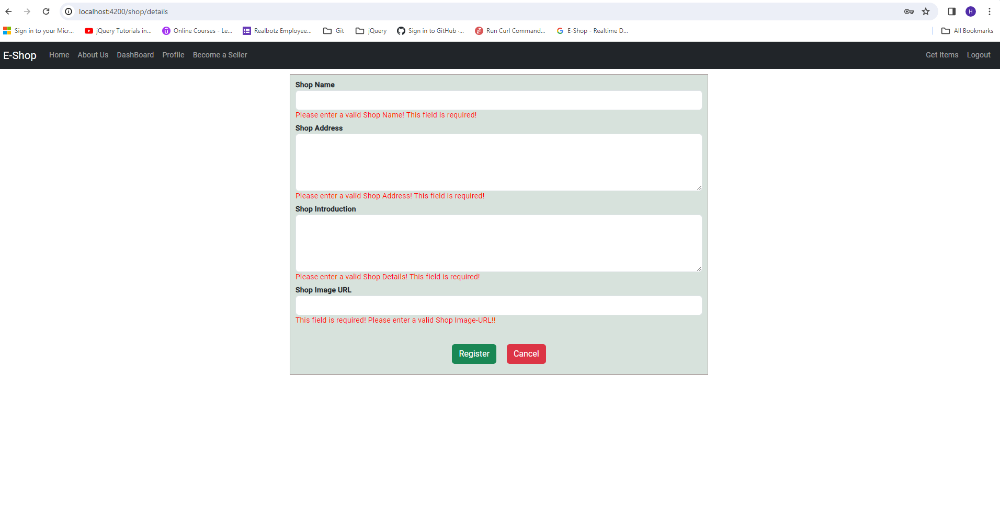 localhost:4200/shop/details
H
Sign in to your Micr... jQuery Tutorials in... Online Courses - Le... Realbotz Employee... Git jQuery Sign in to GitHub ·... Run Curl Command... E-Shop - Realtime D... All Bookmarks
E-Shop Home About Us DashBoard Profile Become a Seller Get Items Logout
Shop Name
Please enter a valid Shop Name! This field is required!
Shop Address
Please enter a valid Shop Address! This field is required!
Shop Introduction
Please enter a valid Shop Details! This field is required!
Shop Image URL
This field is required! Please enter a valid Shop Image-URL!!
Register Cancel